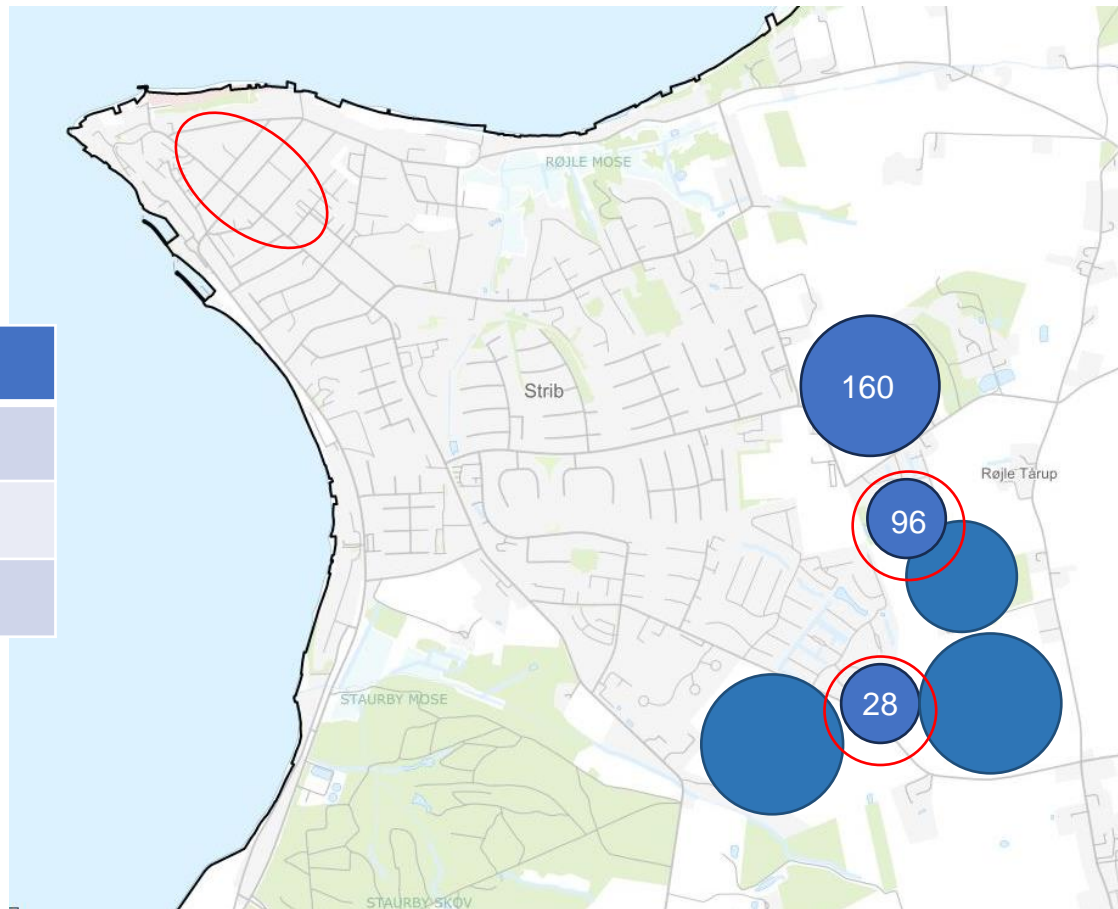 RØJLE MOSE
160
Strib
Røjle Tårup
96
STAURBY MOSE
28
STAURBY SKOV